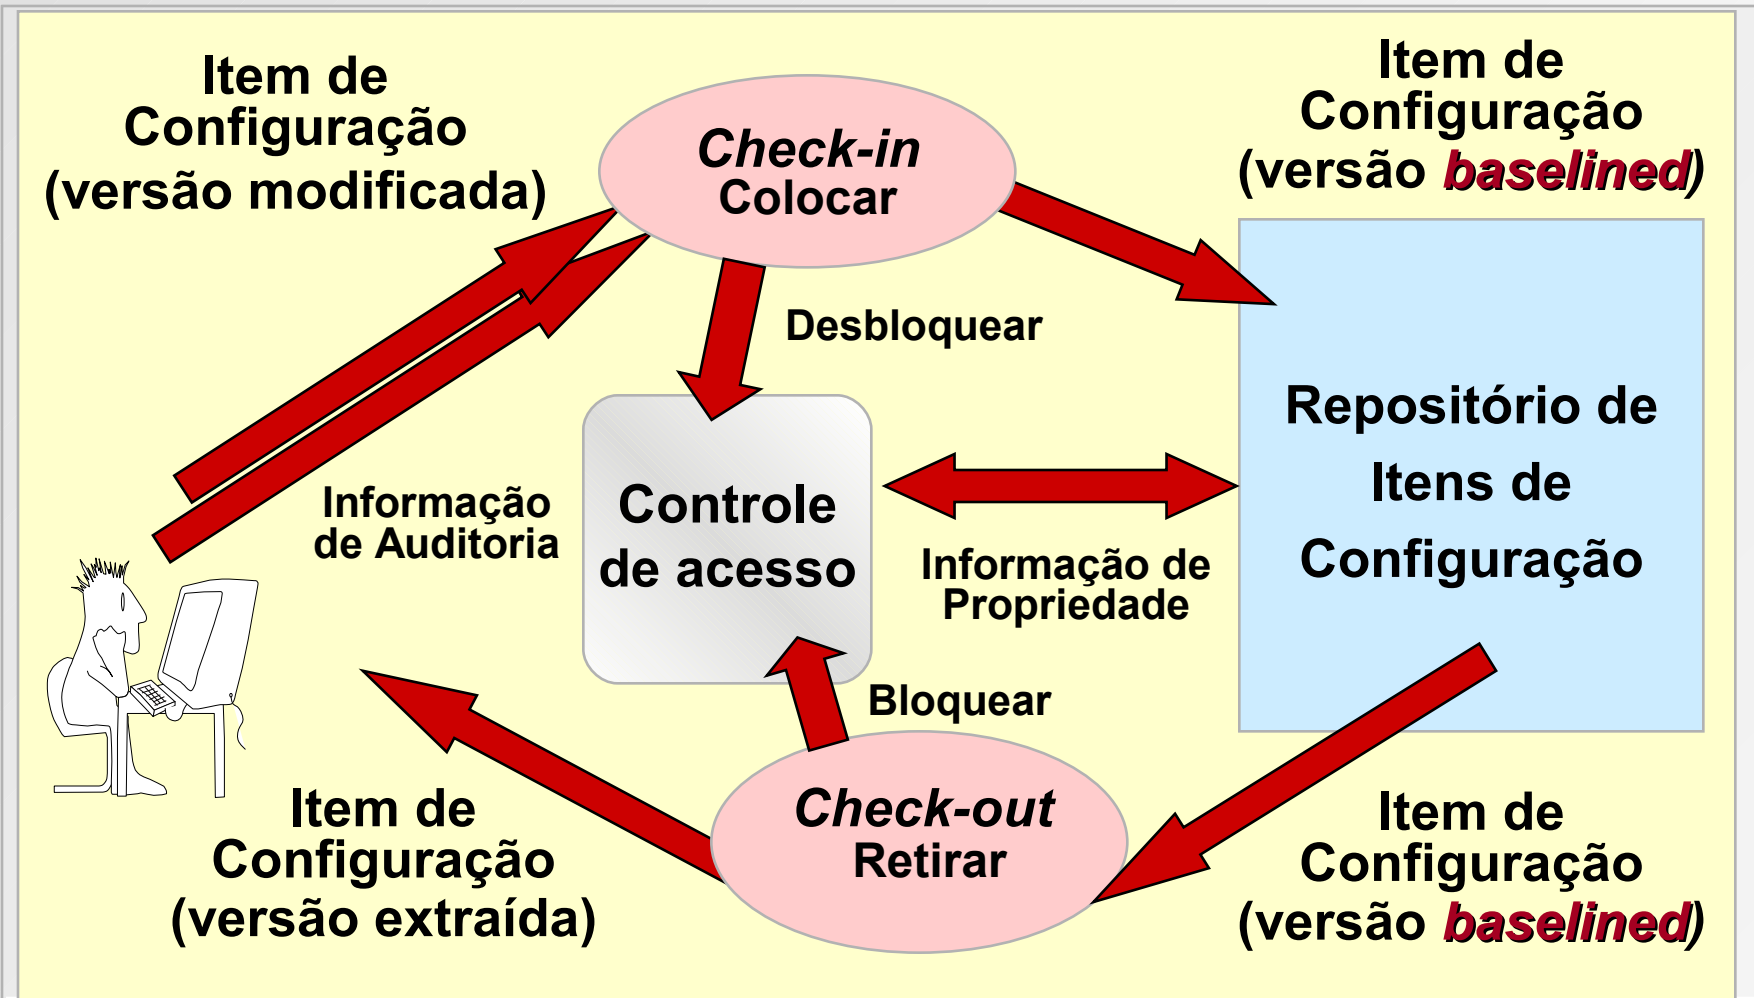 Item de
Configuração
(versão modificada)
Check-in
Colocar
Item de
Configuração
(versão baselined)
Desbloquear
Repositório de
Itens de
Configuração
Informação
de Auditoria
Controle
de acesso
Informação de
Propriedade
Bloquear
Item de
Configuração
(versão extraída)
Check-out
Retirar
Item de
Configuração
(versão baselined)